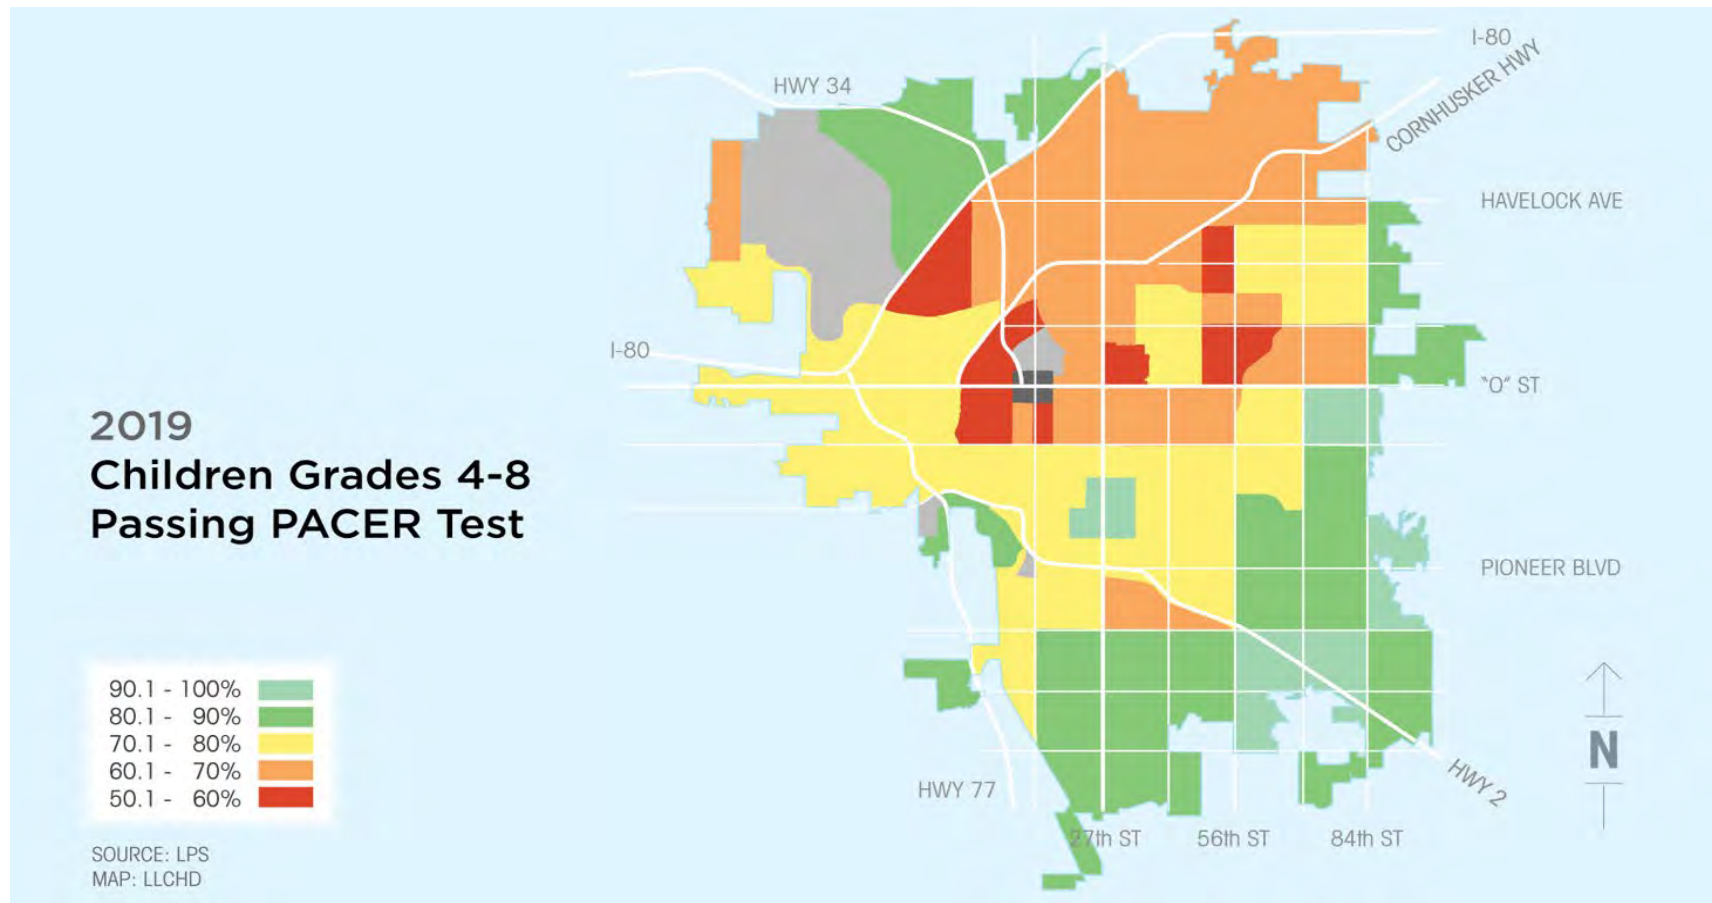 2019
Children Grades 4-8
Passing PACER Test
90.1 - 100%
80.1 - 90%
70.1 - 80%
60.1 - 70%
50.1 - 60%
SOURCE: LPS
MAP: LLCHD
HWY 34
I-80
CORNHUSKER HWY
HAVELOCK AVE
I-80
"O" ST
PIONEER BLVD
N
HWY 77
HWY 2
27th ST
56th ST
84th ST